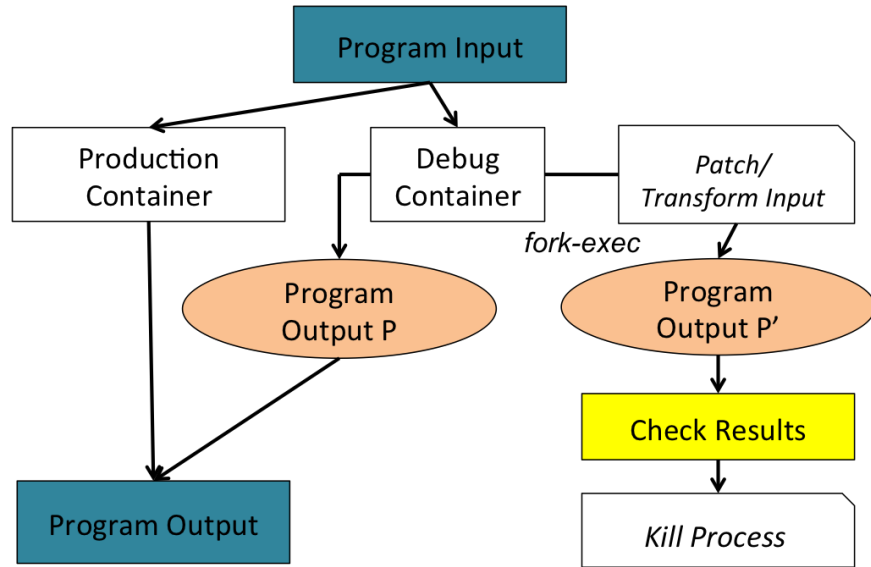 Program Input
Production
Container
Debug
Container
Patch/
Transform Input
fork-exec
Program
Output P
Program
Output P’
Check Results
Program Output
Kill Process